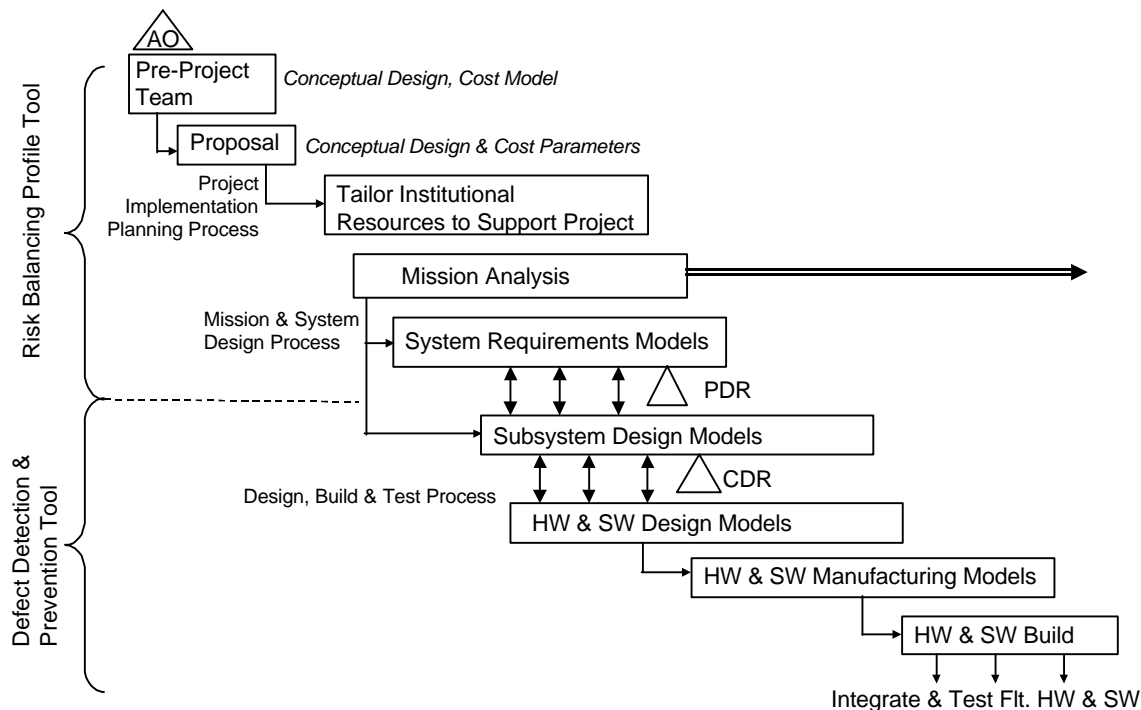 AO
Pre-Project
Team
Conceptual Design, Cost Model
Proposal
Conceptual Design & Cost Parameters
Project
Implementation
Planning Process
Tailor Institutional
Resources to Support Project
Risk Balancing Profile Tool
Mission Analysis
Mission & System
Design Process
System Requirements Models
PDR
Subsystem Design Models
CDR
Design, Build & Test Process
HW & SW Design Models
Defect Detection &
Prevention Tool
HW & SW Manufacturing Models
HW & SW Build
Integrate & Test Flt. HW & SW